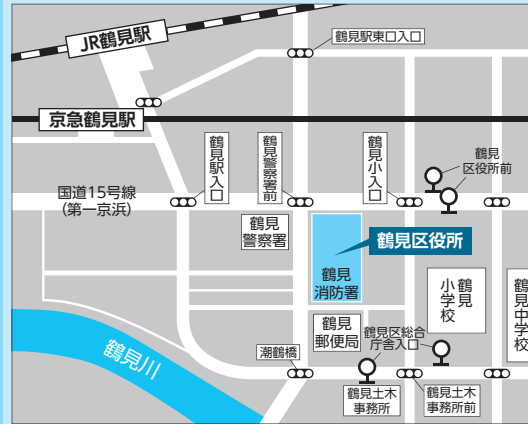 JR鶴見駅
鶴見駅東口入口
京急鶴見駅
鶴見駅入口
鶴見警察署前
鶴見小入口
鶴見
区役所前
国道15号線
(第一京浜)
鶴見
警察署
鶴見区役所
鶴見
消防署
鶴見
小学校
鶴見中学校
鶴見
郵便局
鶴見区総合
庁舎入口
鶴見川
潮鶴橋
鶴見土木
事務所
鶴見土木
事務所前